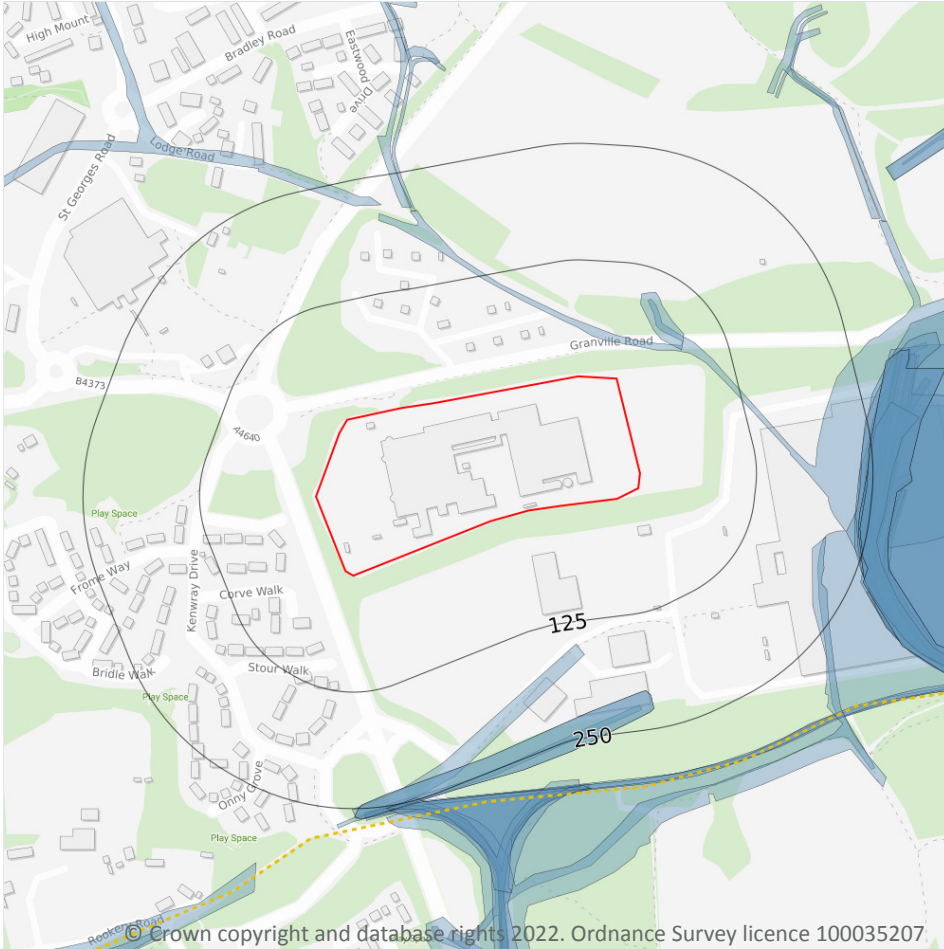 High Mount
Bradley Road
Eastwood Drive
St Georges Road
Lodge Road
Granville Road
B4373
A4640
Play Space
Frome Way
Kenwray Drive
Corve Walk
125
Bridle Walk
Stour Walk
Play Space
250
Onny Grove
Play Space
Rookery Road
© Crown copyright and database rights 2022. Ordnance Survey licence 100035207.